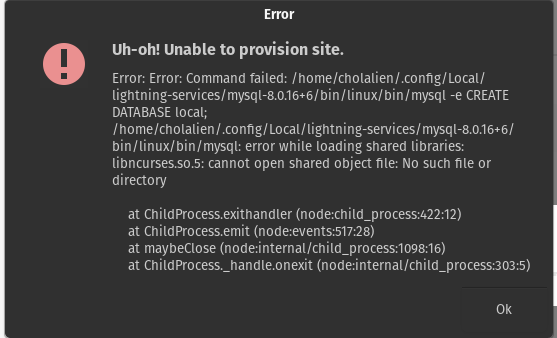 Error
Uh-oh! Unable to provision site.
Error: Error: Command failed: /home/cholalien/.config/Local/
lightning-services/mysql-8.0.16+6/bin/linux/bin/mysql -e CREATE
DATABASE local;
/home/cholalien/.config/Local/lightning-services/mysql-8.0.16+6/
bin/linux/bin/mysql: error while loading shared libraries:
libncurses.so.5: cannot open shared object file: No such file or
directory
at ChildProcess.exithandler (node:child_process:422:12)
at ChildProcess.emit (node:events:517:28)
at maybeClose (node:internal/child_process:1098:16)
at ChildProcess._handle.onexit (node:internal/child_process:303:5)
Ok